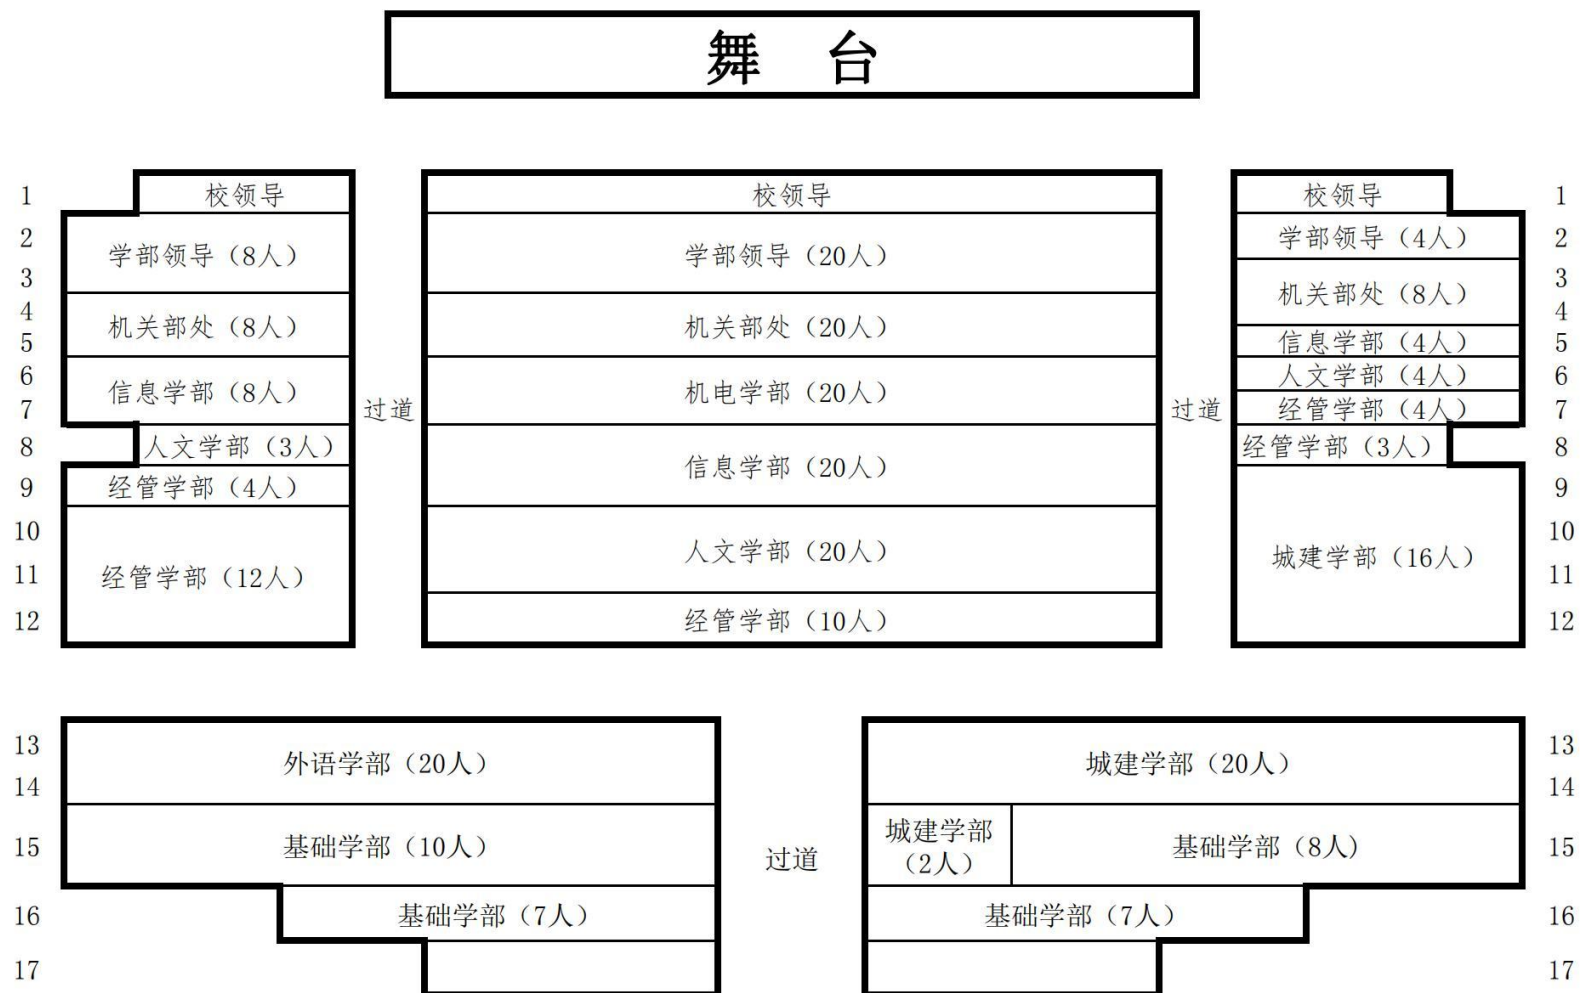 舞 台
1 校领导 校领导 校领导 1
2 学部领导（8人） 学部领导（20人） 学部领导（4人） 2
3 机关部处（8人） 3
4 机关部处（8人） 机关部处（20人） 4
5 信息学部（4人） 5
6 信息学部（8人） 机电学部（20人） 人文学部（4人） 6
7 过道 过道 经管学部（4人） 7
8 人文学部（3人） 信息学部（20人） 经管学部（3人） 8
9 经管学部（4人） 城建学部（16人） 9
10 经管学部（12人） 人文学部（20人） 10
11 11
12 经管学部（10人） 12
13 外语学部（20人） 城建学部（20人） 13
14 14
15 基础学部（10人） 过道 城建学部 基础学部（8人） 15
（2人）
16 基础学部（7人） 基础学部（7人） 16
17 17